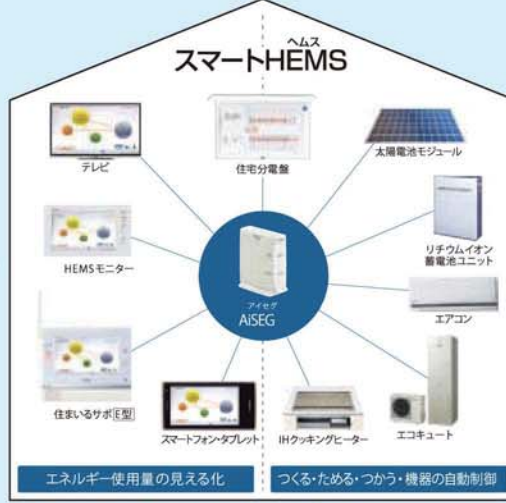 ヘムス
スマートHEMS
テレビ
住宅分電盤
太陽電池モジュール
HEMSモニター
リチウムイオン
蓄電池ユニット
アイセグ
AiSEG
エアコン
住まいるサポE型
スマートフォン・タブレット
IHクッキングヒーター
エコキュート
エネルギー使用量の見える化
つくる・ためる・つかう・機器の自動制御